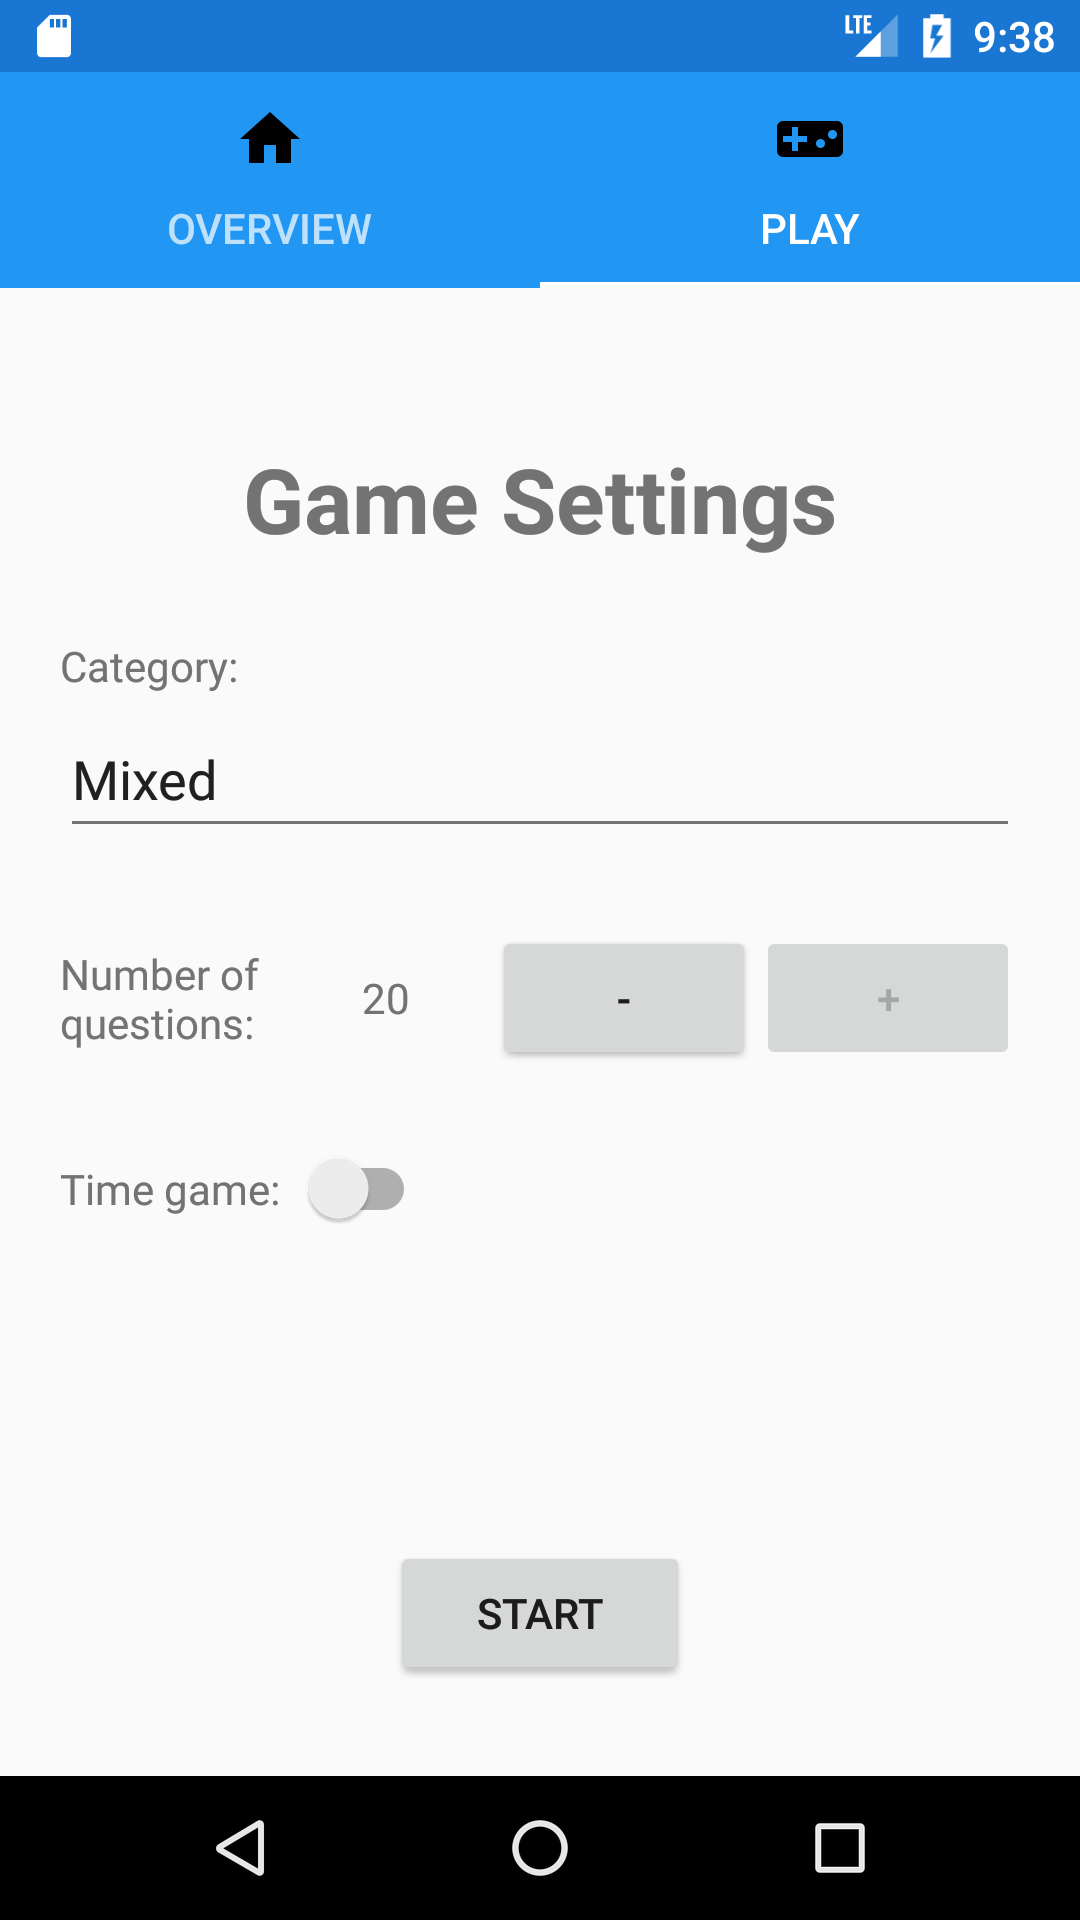 LTE 9:38
OVERVIEW PLAY
Game Settings
Category:
Mixed
Number of
questions:
20 - +
Time game:
START